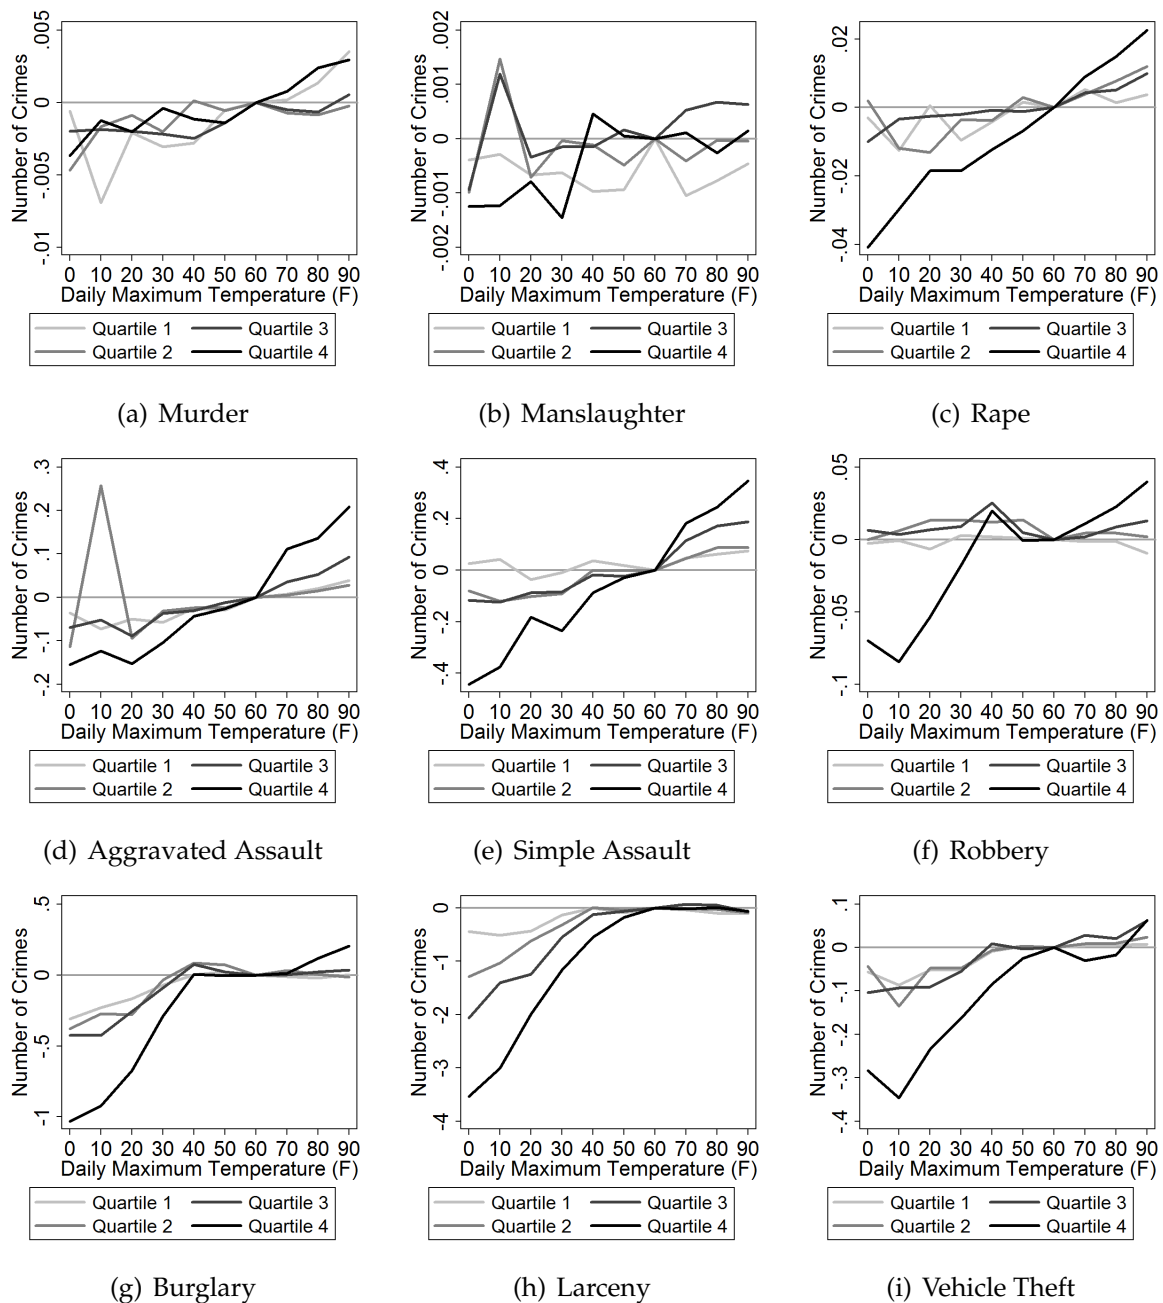 .005
0
-.005
-.01
Number of Crimes
0 10 20 30 40 50 60 70 80 90
Daily Maximum Temperature (F)
Quartile 1 Quartile 3
Quartile 2 Quartile 4
(a) Murder
.002
.001
0
-.001
-.002
Number of Crimes
0 10 20 30 40 50 60 70 80 90
Daily Maximum Temperature (F)
Quartile 1 Quartile 3
Quartile 2 Quartile 4
(b) Manslaughter
.02
0
-.02
-.04
Number of Crimes
0 10 20 30 40 50 60 70 80 90
Daily Maximum Temperature (F)
Quartile 1 Quartile 3
Quartile 2 Quartile 4
(c) Rape
.3
.2
.1
0
-.1
-.2
Number of Crimes
0 10 20 30 40 50 60 70 80 90
Daily Maximum Temperature (F)
Quartile 1 Quartile 3
Quartile 2 Quartile 4
(d) Aggravated Assault
.4
.2
0
-.2
-.4
Number of Crimes
0 10 20 30 40 50 60 70 80 90
Daily Maximum Temperature (F)
Quartile 1 Quartile 3
Quartile 2 Quartile 4
(e) Simple Assault
.05
0
-.05
-.1
Number of Crimes
0 10 20 30 40 50 60 70 80 90
Daily Maximum Temperature (F)
Quartile 1 Quartile 3
Quartile 2 Quartile 4
(f) Robbery
.5
0
-.5
-1
Number of Crimes
0 10 20 30 40 50 60 70 80 90
Daily Maximum Temperature (F)
Quartile 1 Quartile 3
Quartile 2 Quartile 4
(g) Burglary
0
-1
-2
-3
-4
Number of Crimes
0 10 20 30 40 50 60 70 80 90
Daily Maximum Temperature (F)
Quartile 1 Quartile 3
Quartile 2 Quartile 4
(h) Larceny
.1
0
-.1
-.2
-.3
-.4
Number of Crimes
0 10 20 30 40 50 60 70 80 90
Daily Maximum Temperature (F)
Quartile 1 Quartile 3
Quartile 2 Quartile 4
(i) Vehicle Theft